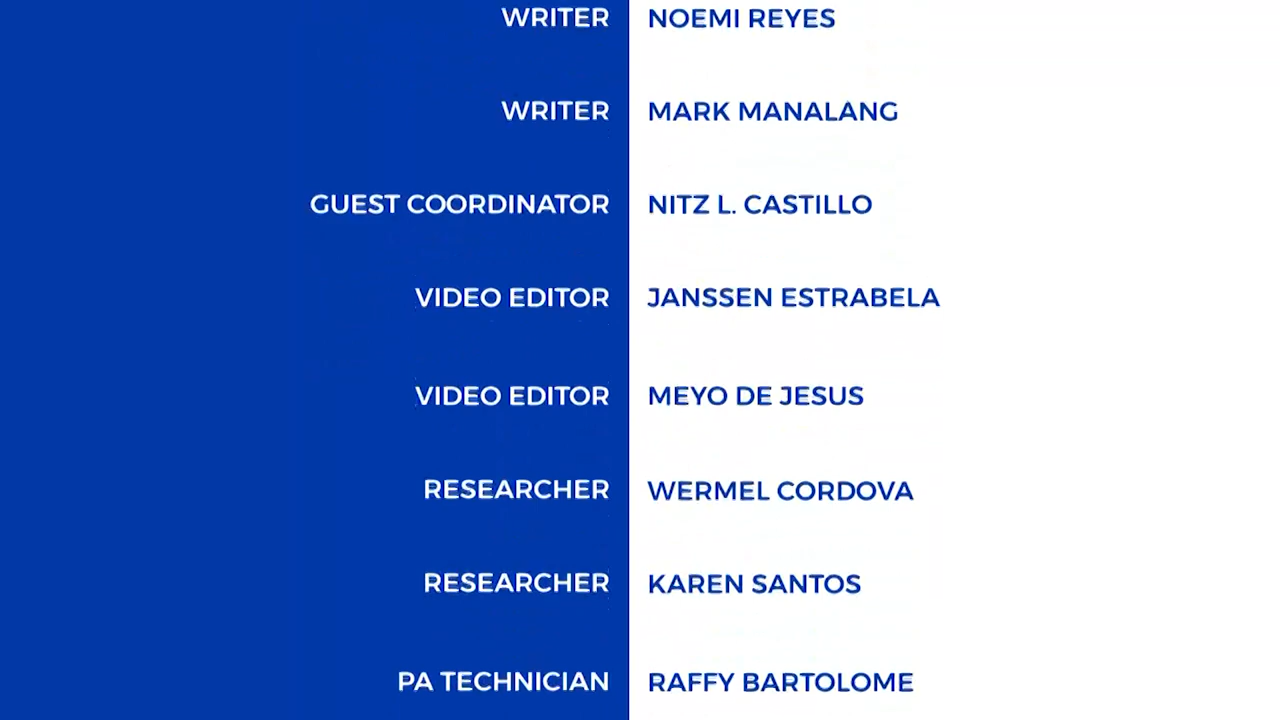 WRITER NOEMI REYES
WRITER MARK MANALANG
GUEST COORDINATOR NITZ L. CASTILLO
VIDEO EDITOR JANSSEN ESTRABELA
VIDEO EDITOR MEYO DE JESUS
RESEARCHER WERMEL CORDOVA
RESEARCHER KAREN SANTOS
PA TECHNICIAN RAFFY BARTOLOME